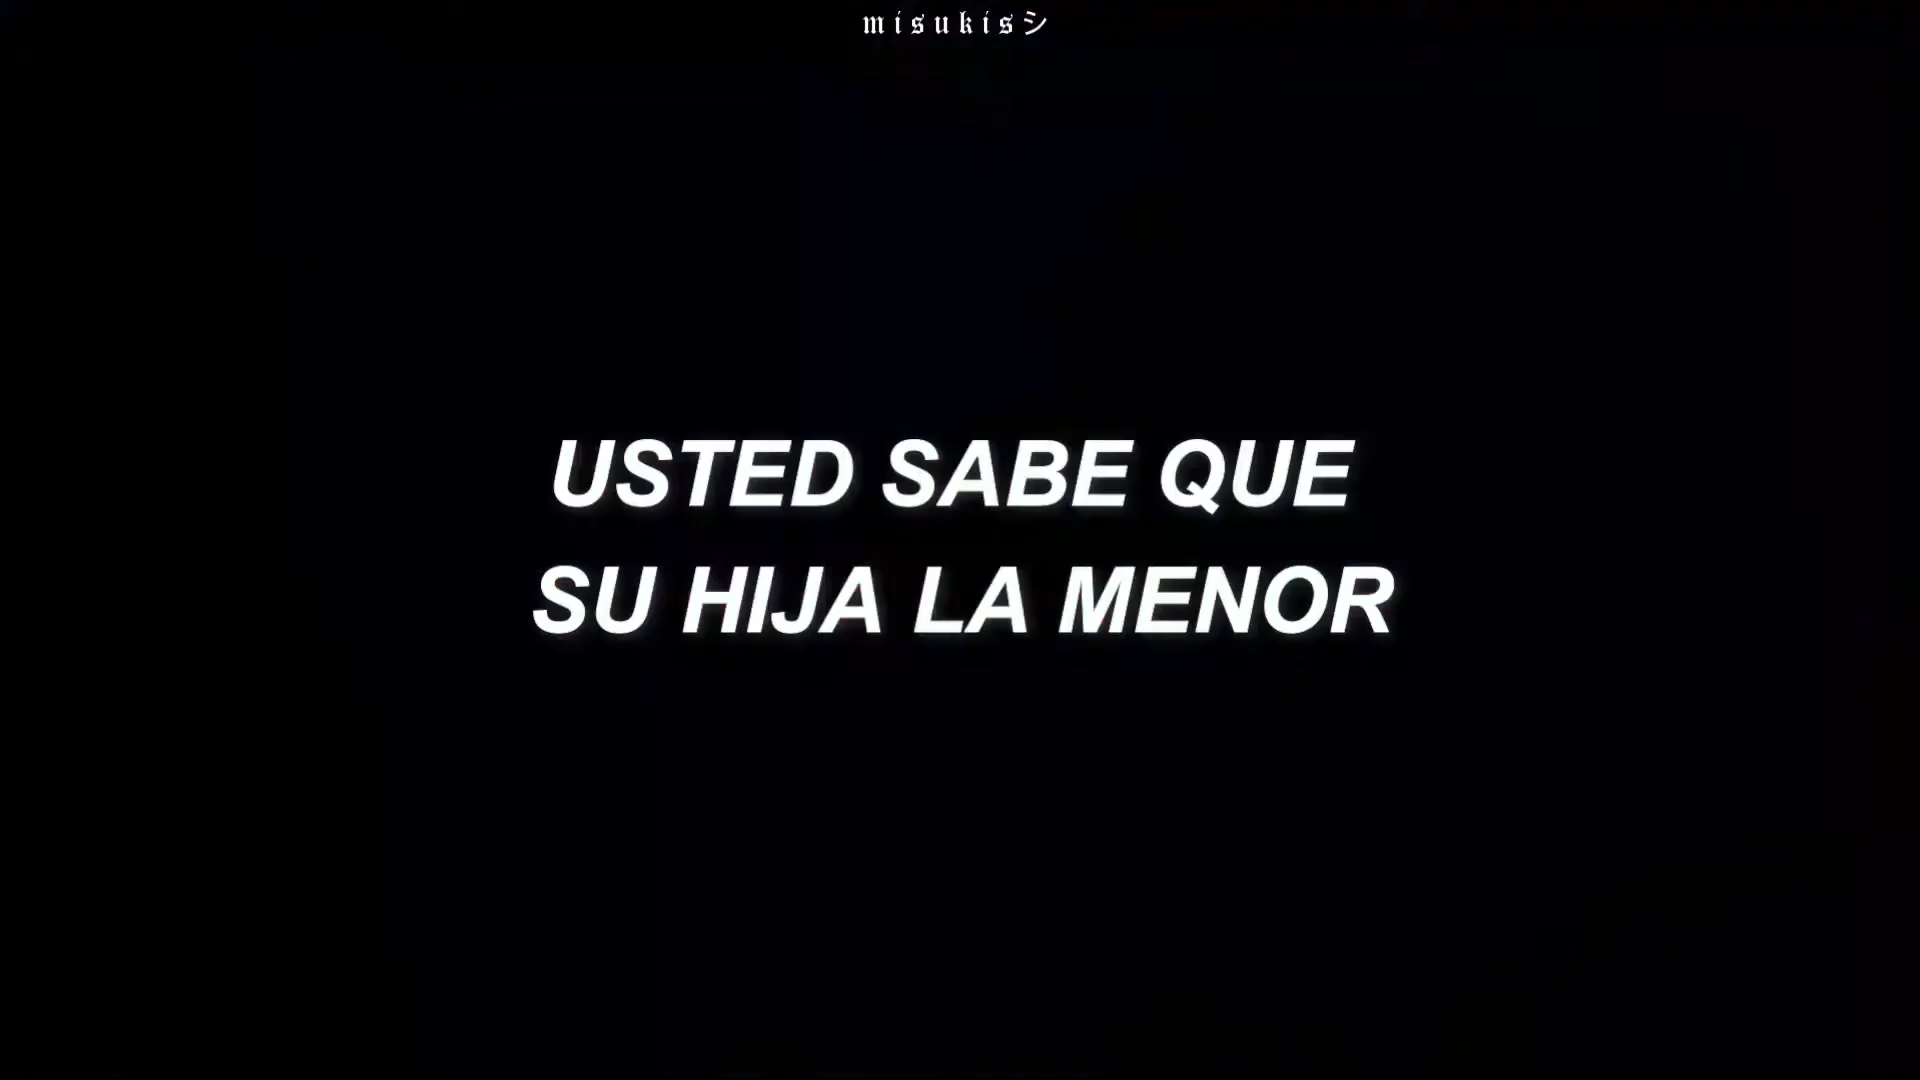 𝔪𝔦𝔰𝔲𝔨𝔦𝔰シ
USTED SABE QUE
SU HIJA LA MENOR